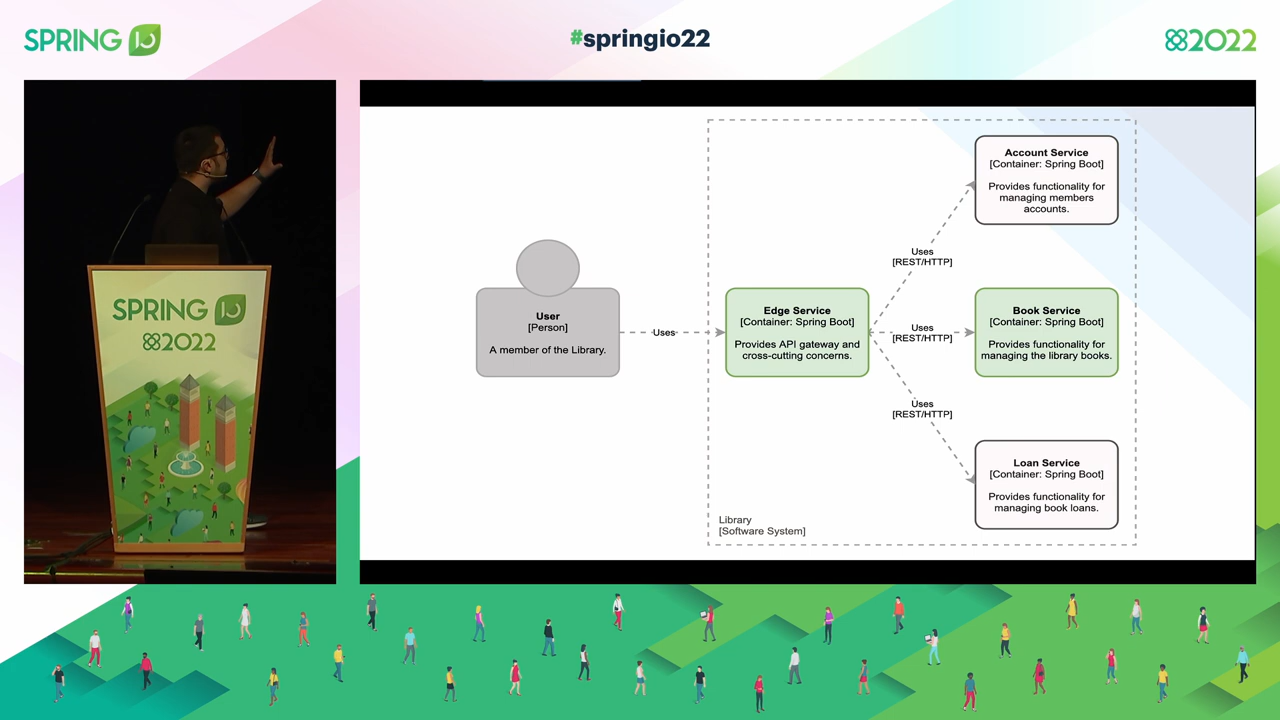 SPRING IO
#springio22
2022
SPRING IO
2022
User
[Person]
A member of the Library.
Uses
Edge Service
[Container: Spring Boot]
Provides API gateway and
cross-cutting concerns.
Uses
[REST/HTTP]
Uses
[REST/HTTP]
Uses
[REST/HTTP]
Account Service
[Container: Spring Boot]
Provides functionality for
managing members
accounts.
Book Service
[Container: Spring Boot]
Provides functionality for
managing the library books.
Loan Service
[Container: Spring Boot]
Provides functionality for
managing book loans.
Library
[Software System]